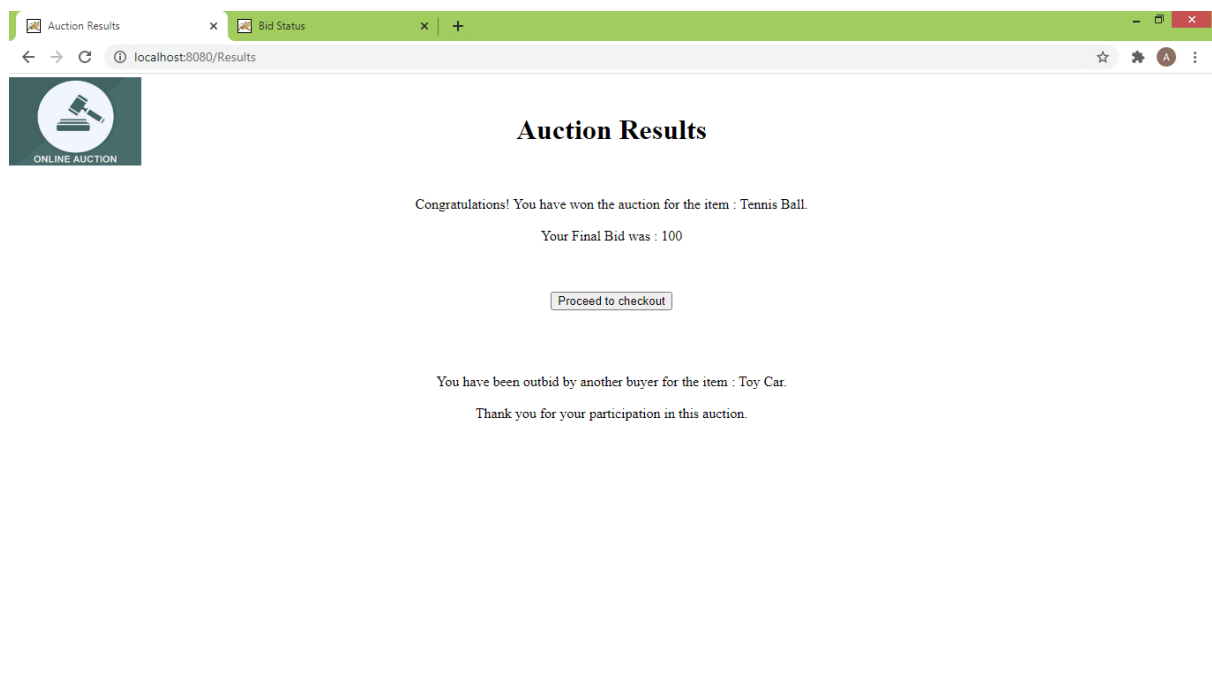 Auction Results
Bid Status
localhost:8080/Results
A
ONLINE AUCTION
Auction Results
Congratulations! You have won the auction for the item : Tennis Ball.
Your Final Bid was : 100
Proceed to checkout
You have been outbid by another buyer for the item : Toy Car.
Thank you for your participation in this auction.